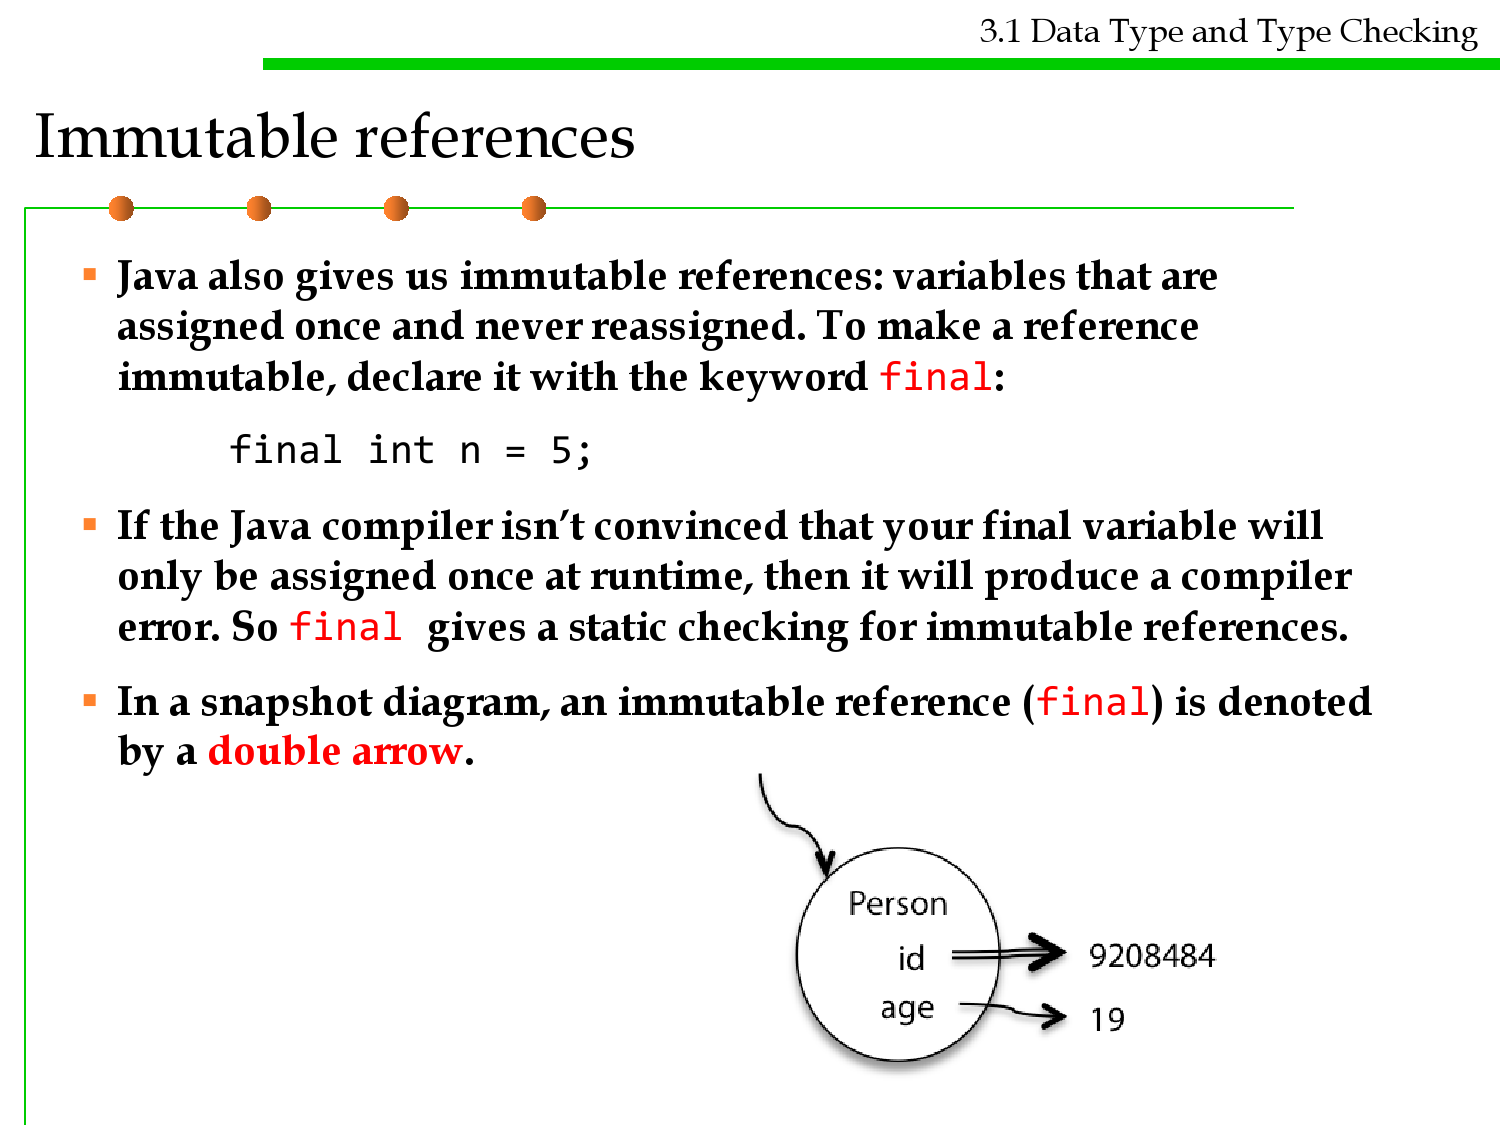 3.1 Data Type and Type Checking
Immutable references
▪ Java also gives us immutable references: variables that are
assigned once and never reassigned. To make a reference
immutable, declare it with the keyword final:
final int n = 5;
▪ If the Java compiler isn’t convinced that your final variable will
only be assigned once at runtime, then it will produce a compiler
error. So final gives a static checking for immutable references.
▪ In a snapshot diagram, an immutable reference (final) is denoted
by a double arrow.
Person
id 9208484
age 19